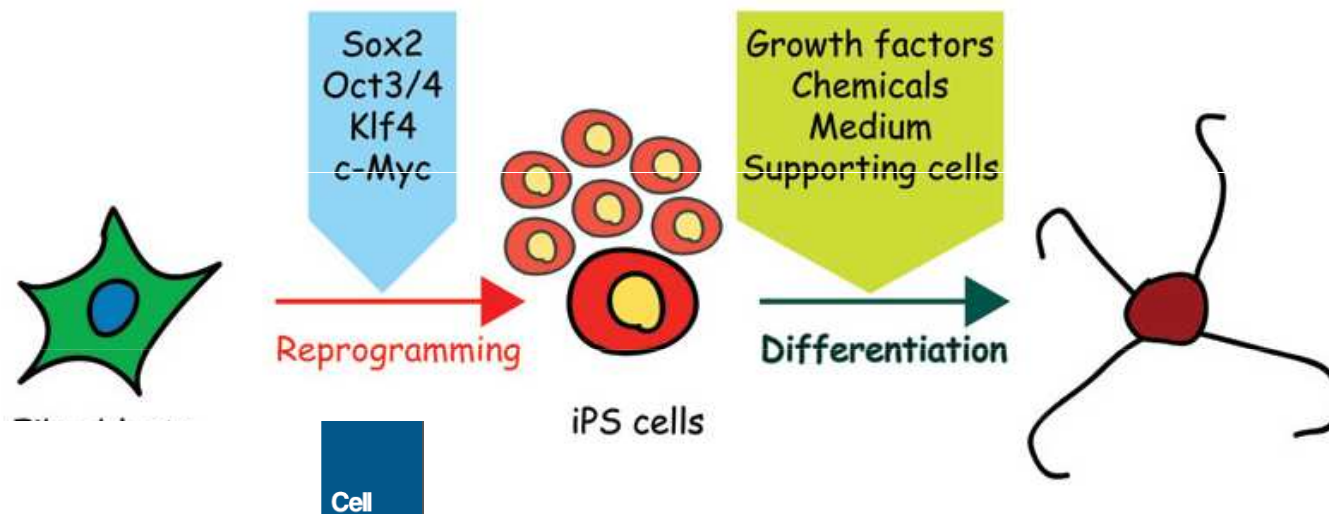 Sox2
Oct3/4
Klf4
c-Myc
Growth factors
Chemicals
Medium
Supporting cells
Reprogramming
Differentiation
iPS cells
Cell